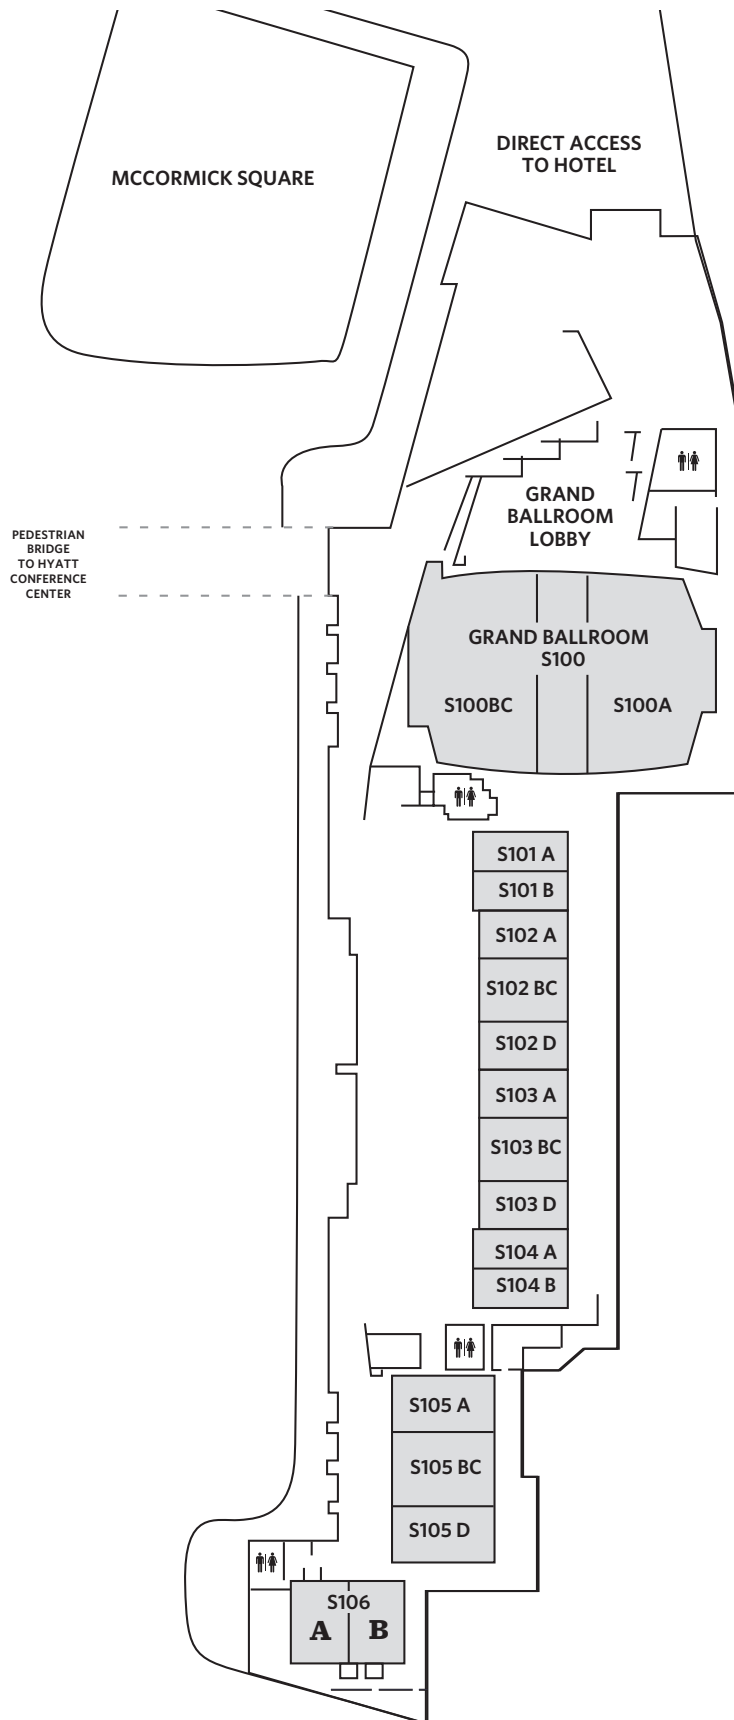 DIRECT ACCESS
TO HOTEL
MCCORMICK SQUARE
GRAND
BALLROOM
LOBBY
PEDESTRIAN
BRIDGE
TO HYATT
CONFERENCE
CENTER
GRAND BALLROOM
S100
S100BC
S100A
S101 A
S101 B
S102 A
S102 BC
S102 D
S103 A
S103 BC
S103 D
S104 A
S104 B
S105 A
S105 BC
S105 D
S106
A B